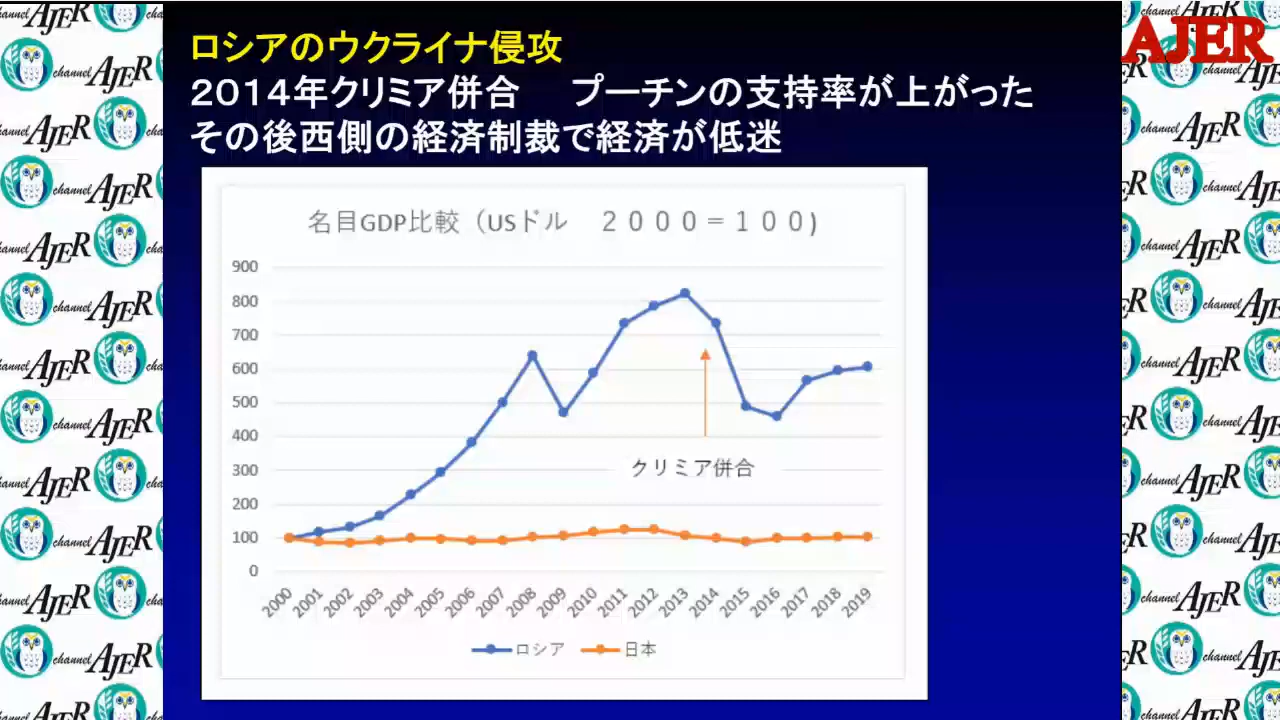 AJER
ロシアのウクライナ侵攻
２０１４年クリミア併合　プーチンの支持率が上がった
その後西側の経済制裁で経済が低迷
名目GDP比較（USドル　２０００＝１００）
900
800
700
600
500
400
300
200
100
0
クリミア併合
2000 2001 2002 2003 2004 2005 2006 2007 2008 2009 2010 2011 2012 2013 2014 2015 2016 2017 2018 2019
ロシア 日本
channel AJER